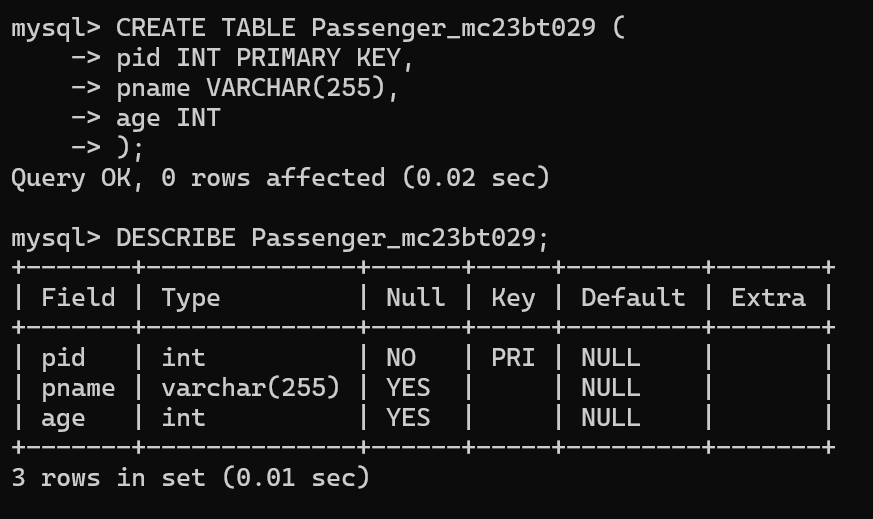 mysql> CREATE TABLE Passenger_mc23bt029 (
    -> pid INT PRIMARY KEY,
    -> pname VARCHAR(255),
    -> age INT
    -> );
Query OK, 0 rows affected (0.02 sec)

mysql> DESCRIBE Passenger_mc23bt029;
+-------+--------------+------+-----+---------+-------+
| Field | Type         | Null | Key | Default | Extra |
+-------+--------------+------+-----+---------+-------+
| pid   | int          | NO   | PRI | NULL    |       |
| pname | varchar(255) | YES  |     | NULL    |       |
| age   | int          | YES  |     | NULL    |       |
+-------+--------------+------+-----+---------+-------+
3 rows in set (0.01 sec)